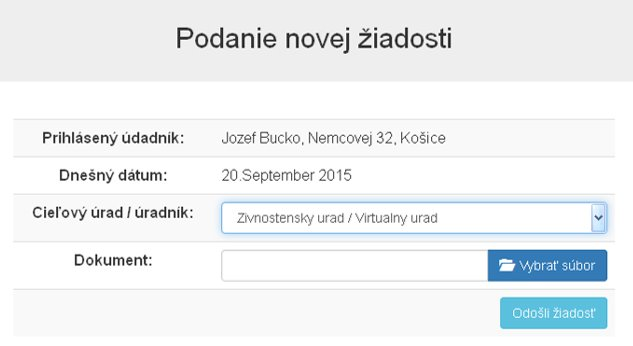 Podanie novej žiadosti
Prihlásený údadník: Jozef Bucko, Nemcovej 32, Košice
Dnešný dátum: 20.September 2015
Cieľový úrad / úradník: Zivnostensky urad / Virtualny urad
Dokument: Vybrať súbor
Odošli žiadosť